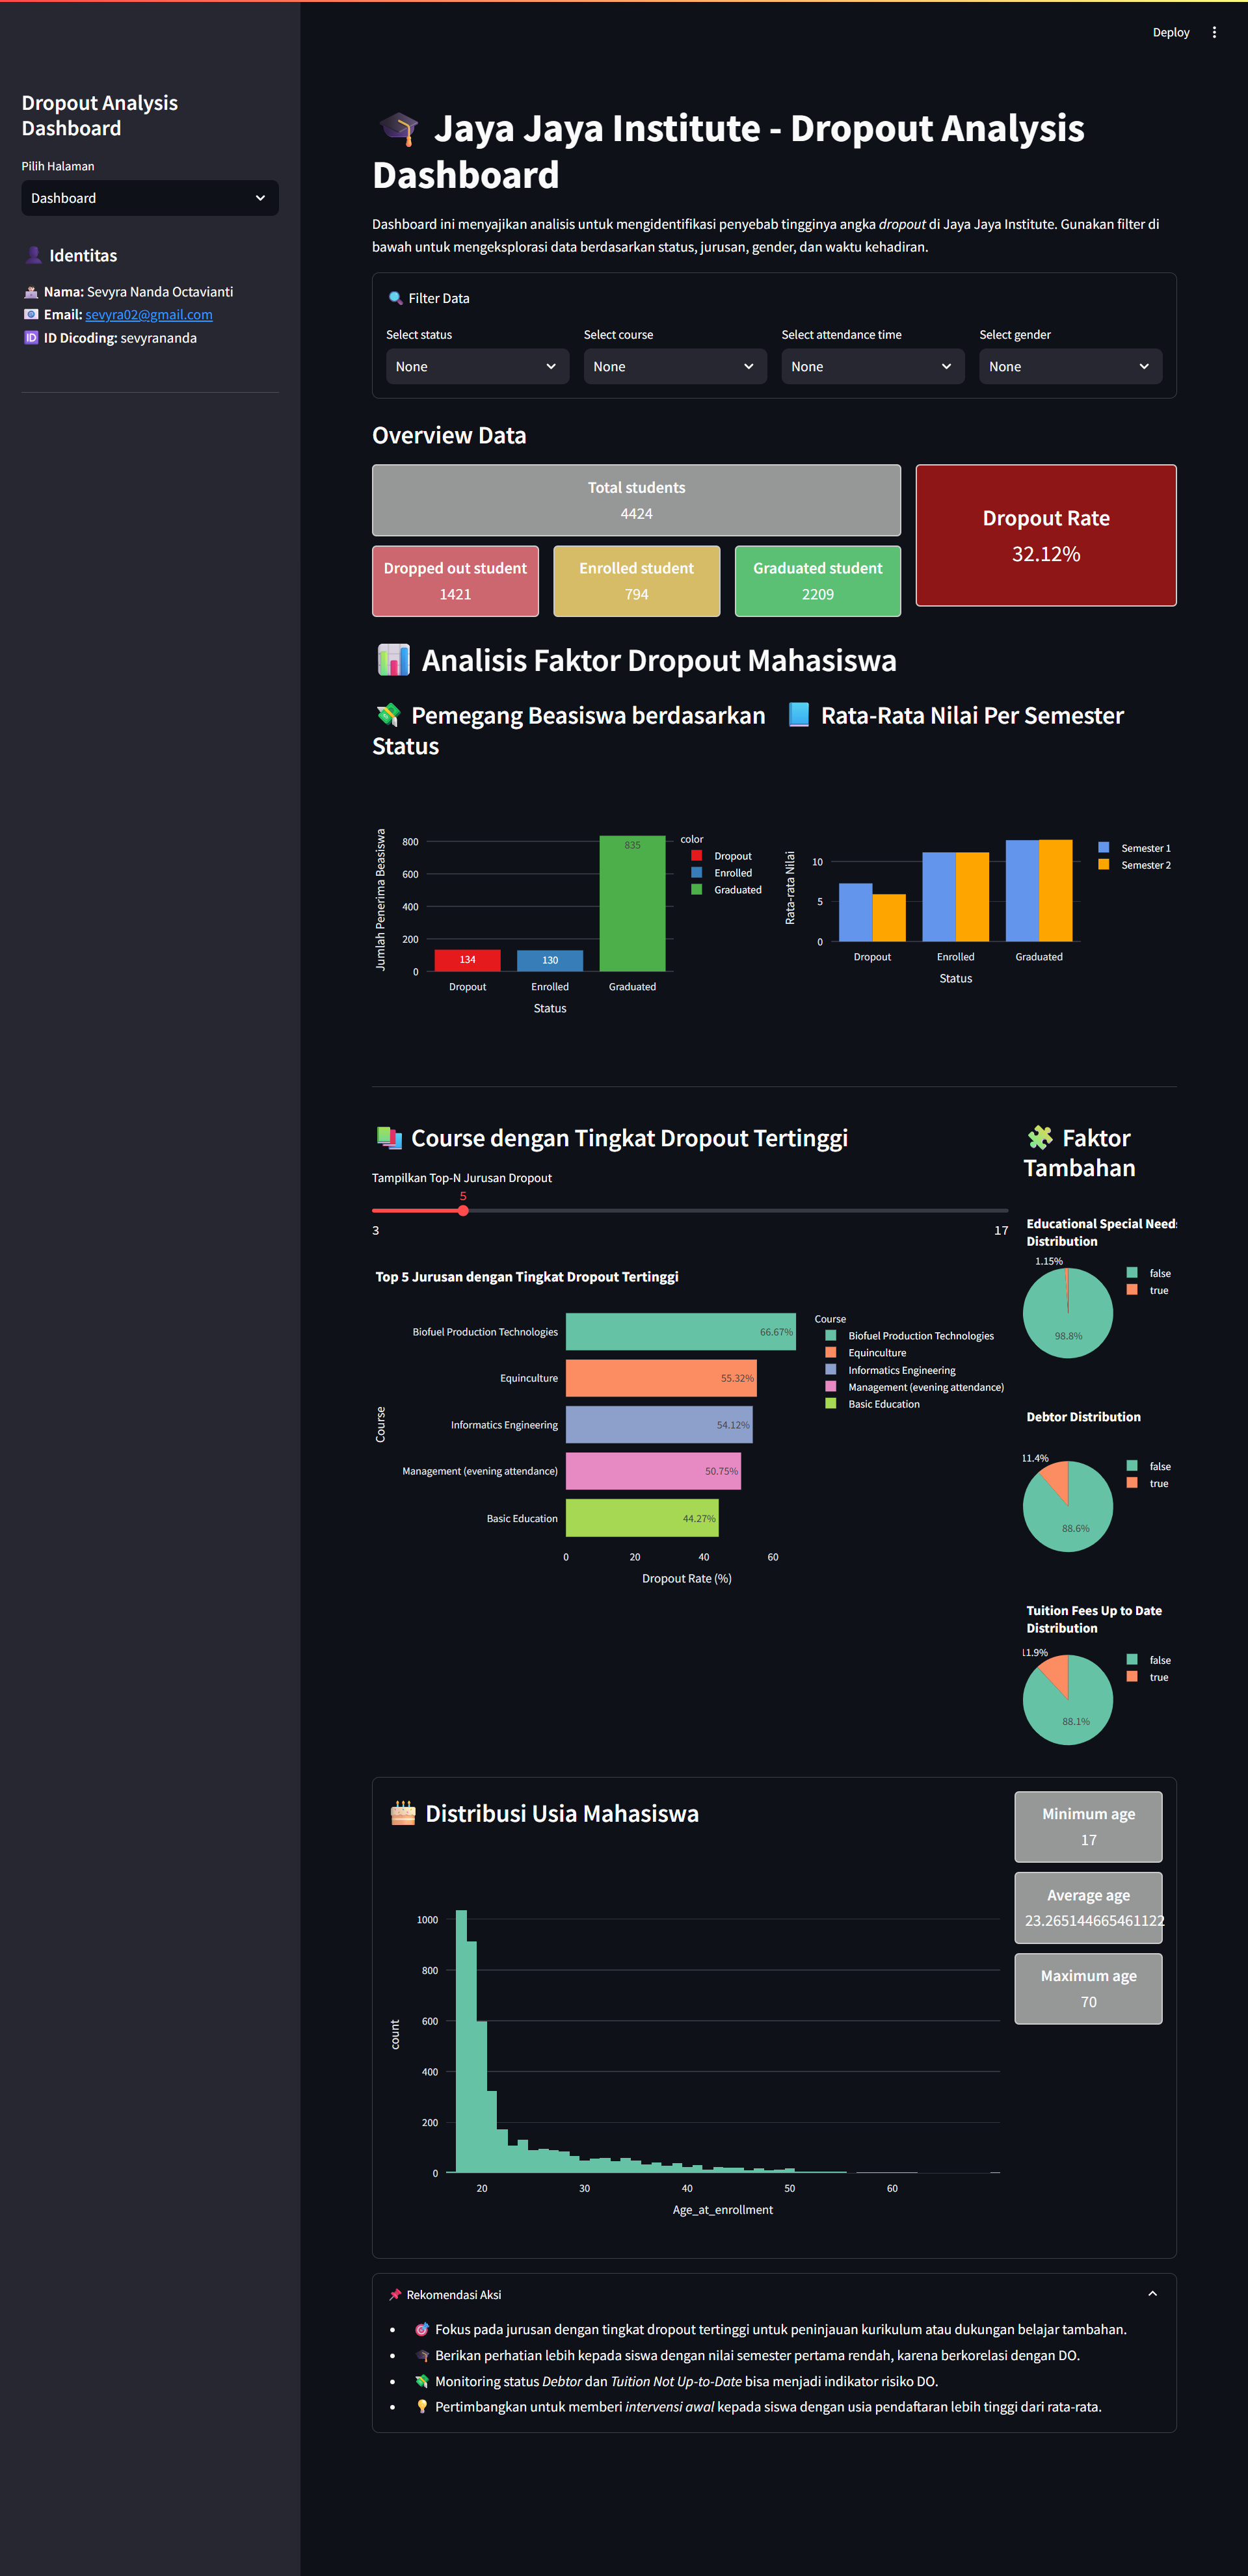 Deploy
Dropout Analysis
Dashboard
Pilih Halaman
Dashboard
Identitas
Nama: Sevyra Nanda Octavianti
Email: sevyra02@gmail.com
ID Dicoding: sevyrananda
Jaya Jaya Institute - Dropout Analysis
Dashboard
Dashboard ini menyajikan analisis untuk mengidentifikasi penyebab tingginya angka dropout di Jaya Jaya Institute. Gunakan filter di
bawah untuk mengeksplorasi data berdasarkan status, jurusan, gender, dan waktu kehadiran.
Filter Data
Select status
Select course
Select attendance time
Select gender
None
None
None
None
Overview Data
Total students
4424
Dropout Rate
32.12%
Dropped out student
1421
Enrolled student
794
Graduated student
2209
Analisis Faktor Dropout Mahasiswa
Pemegang Beasiswa berdasarkan
Status
Jumlah Penerima Beasiswa
800
600
400
200
0
134
130
835
Dropout
Enrolled
Graduated
Status
color
Dropout
Enrolled
Graduated
Rata-Rata Nilai Per Semester
Rata-rata Nilai
10
5
0
Dropout
Enrolled
Graduated
Status
Semester 1
Semester 2
Course dengan Tingkat Dropout Tertinggi
Tampilkan Top-N Jurusan Dropout
5
3
17
Top 5 Jurusan dengan Tingkat Dropout Tertinggi
Course
Biofuel Production Technologies
66.67%
Equinculture
55.32%
Informatics Engineering
54.12%
Management (evening attendance)
50.75%
Basic Education
44.27%
0
20
40
60
Dropout Rate (%)
Course
Biofuel Production Technologies
Equinculture
Informatics Engineering
Management (evening attendance)
Basic Education
Faktor
Tambahan
Educational Special Needs
Distribution
1.15%
98.8%
false
true
Debtor Distribution
11.4%
88.6%
false
true
Tuition Fees Up to Date
Distribution
11.9%
88.1%
false
true
Distribusi Usia Mahasiswa
count
1000
800
600
400
200
0
20
30
40
50
60
Age_at_enrollment
Minimum age
17
Average age
23.265144665461122
Maximum age
70
Rekomendasi Aksi
• Fokus pada jurusan dengan tingkat dropout tertinggi untuk peninjauan kurikulum atau dukungan belajar tambahan.
• Berikan perhatian lebih kepada siswa dengan nilai semester pertama rendah, karena berkorelasi dengan DO.
• Monitoring status Debtor dan Tuition Not Up-to-Date bisa menjadi indikator risiko DO.
• Pertimbangkan untuk memberi intervensi awal kepada siswa dengan usia pendaftaran lebih tinggi dari rata-rata.